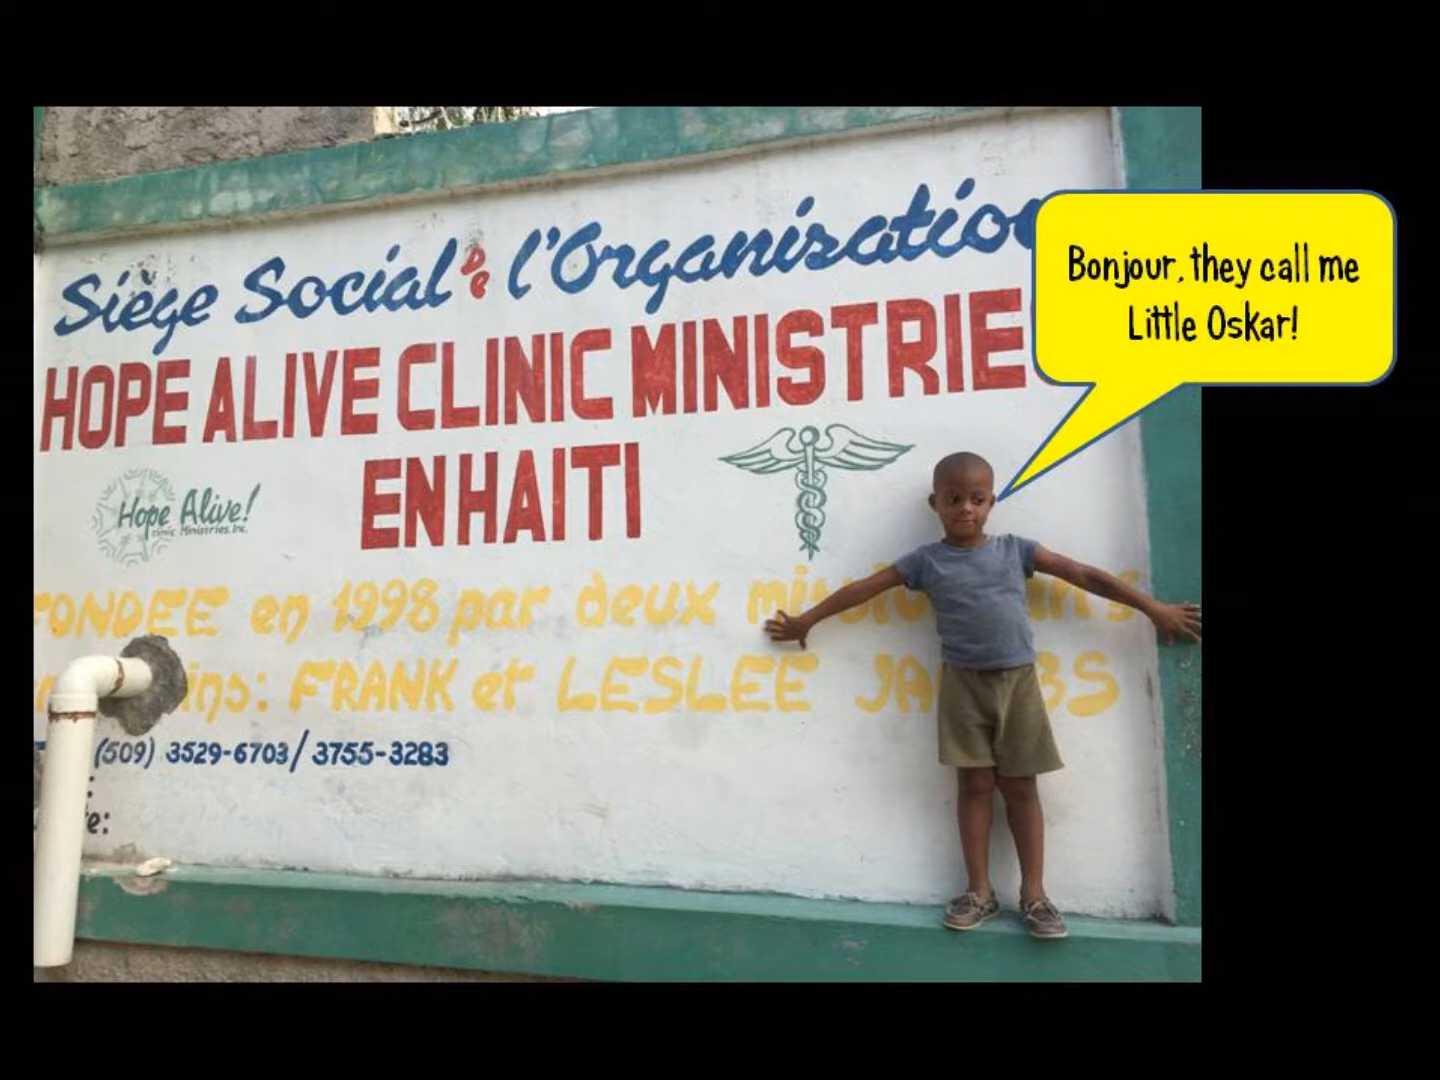 Siège Social De l'Organisation
HOPE ALIVE CLINIC MINISTRIE
EN HAITI
Hope Alive!
Clinic Ministries, Inc.
FONDEE en 1998 par deux
ins: FRANK et LESLEE
(509) 3529-6703/3755-3283
e:
Bonjour, they call me
Little Oskar!